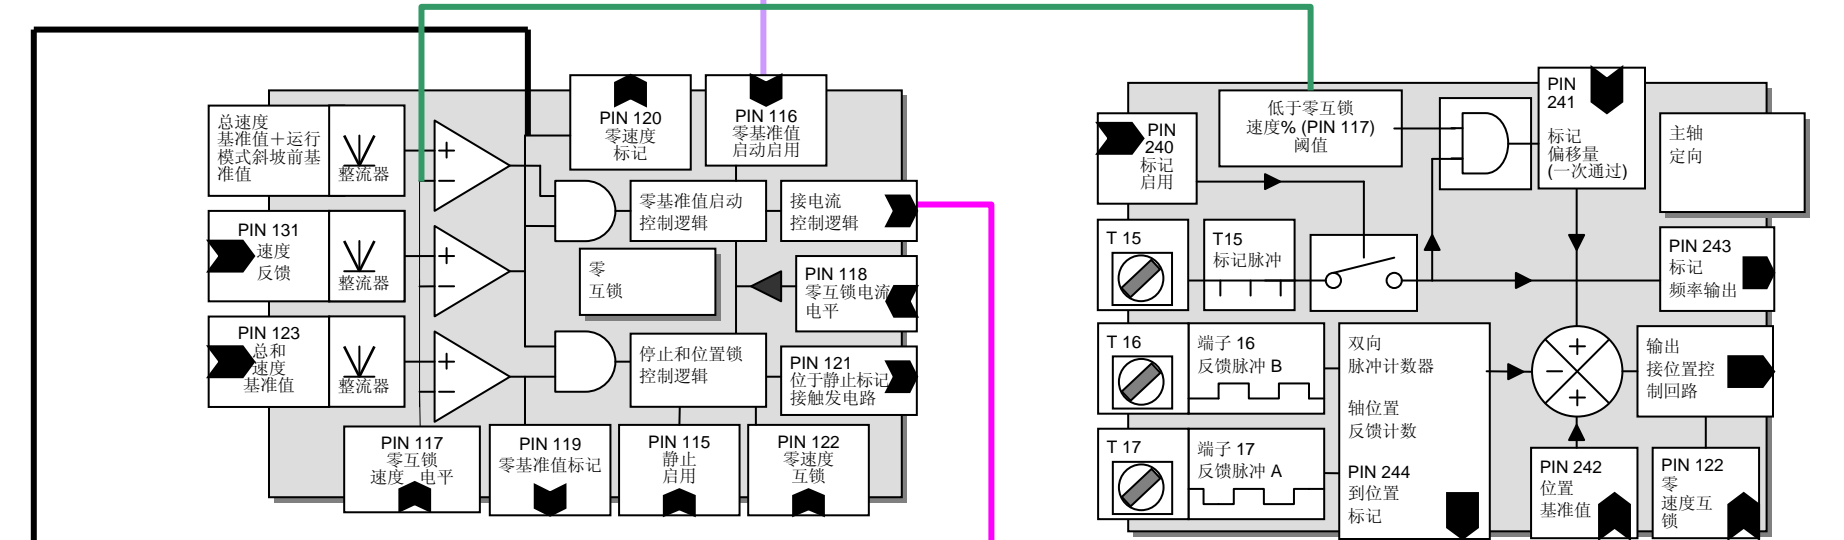 总速度
基准值＋运行
模式斜坡前基
准值
整流器
PIN 120
零速度
标记
PIN 116
零基准值
启动启用
PIN 131
速度
反馈
整流器
零基准值启动
控制逻辑
接电流
控制逻辑
零
互锁
PIN 118
零互锁电流
电平
PIN 123
总和
速度
基准值
整流器
停止和位置锁
控制逻辑
PIN 121
位于静止标记
接触发电路
PIN 117
零互锁
速度 电平
PIN 119
零基准值标记
PIN 115
静止
启用
PIN 122
零速度
互锁
PIN
240
标记
启用
低于零互锁
速度% (PIN 117)
阈值
PIN
241
标记
偏移量
(一次通过)
主轴
定向
T 15
T15
标记脉冲
PIN 243
标记
频率输出
T 16
端子 16
反馈脉冲 B
双向
脉冲计数器
轴位置
反馈计数
PIN 244
到位置
标记
输出
接位置控
制回路
T 17
端子 17
反馈脉冲 A
PIN 242
位置
基准值
PIN 122
零
速度互
锁